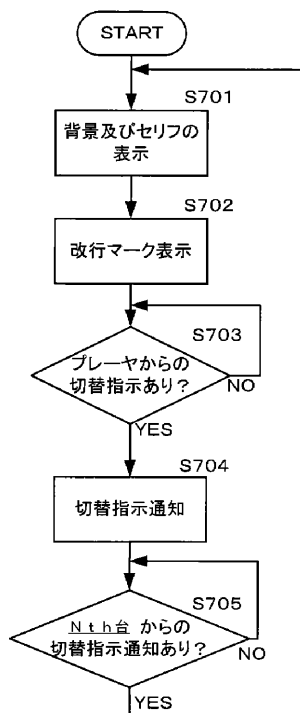 START
S701
背景及びセリフの
表示
S702
改行マーク表示
S703
プレーヤからの
切替指示あり？
NO
YES
S704
切替指示通知
S705
Ｎｔｈ台 からの
切替指示通知あり？
NO
YES